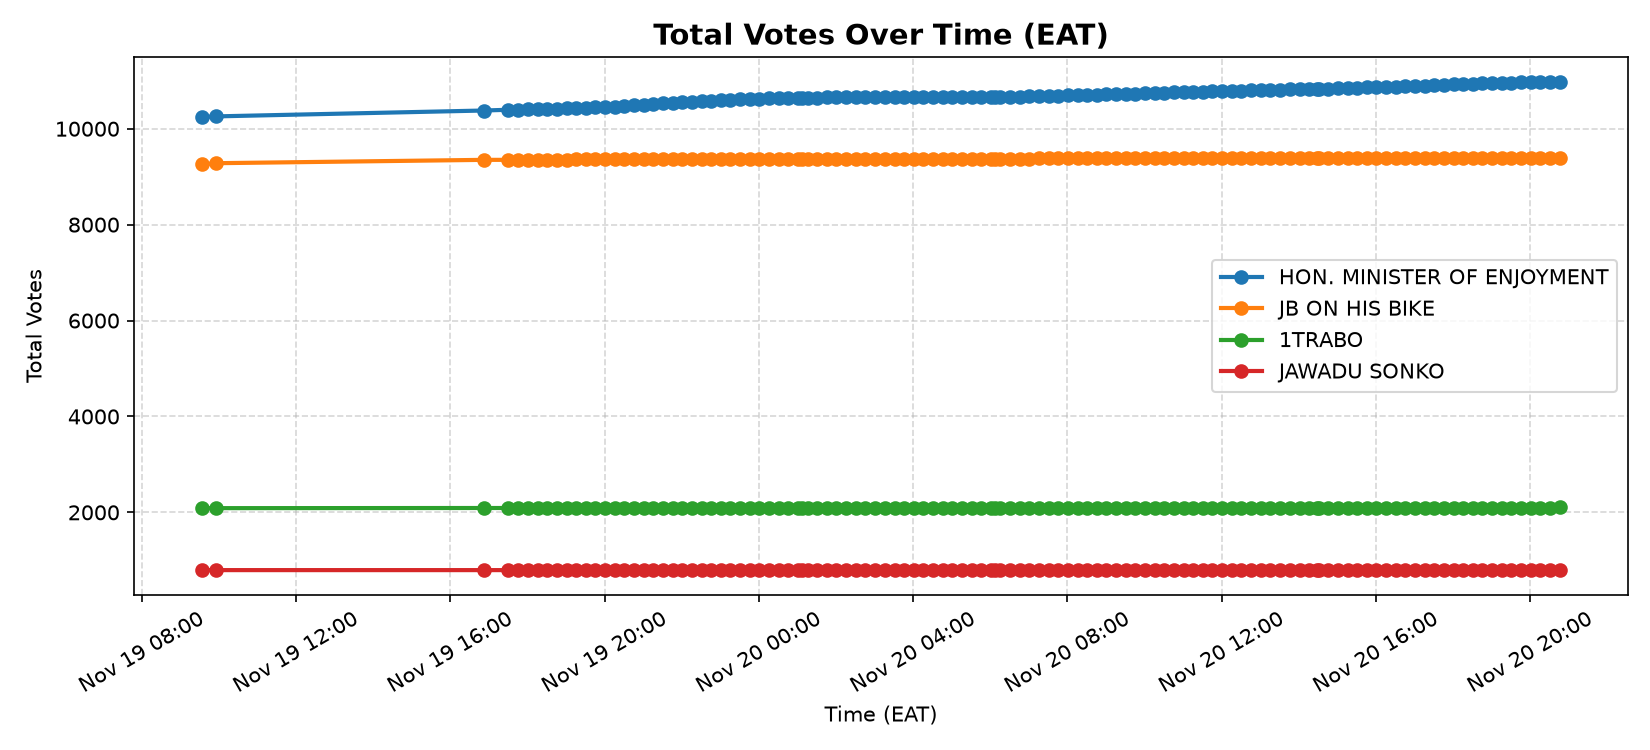 Total Votes Over Time (EAT)
Total Votes
10000
8000
6000
4000
2000
HON. MINISTER OF ENJOYMENT
JB ON HIS BIKE
1TRABO
JAWADU SONKO
Nov 19 08:00
Nov 19 12:00
Nov 19 16:00
Nov 19 20:00
Nov 20 00:00
Nov 20 04:00
Nov 20 08:00
Nov 20 12:00
Nov 20 16:00
Nov 20 20:00
Time (EAT)